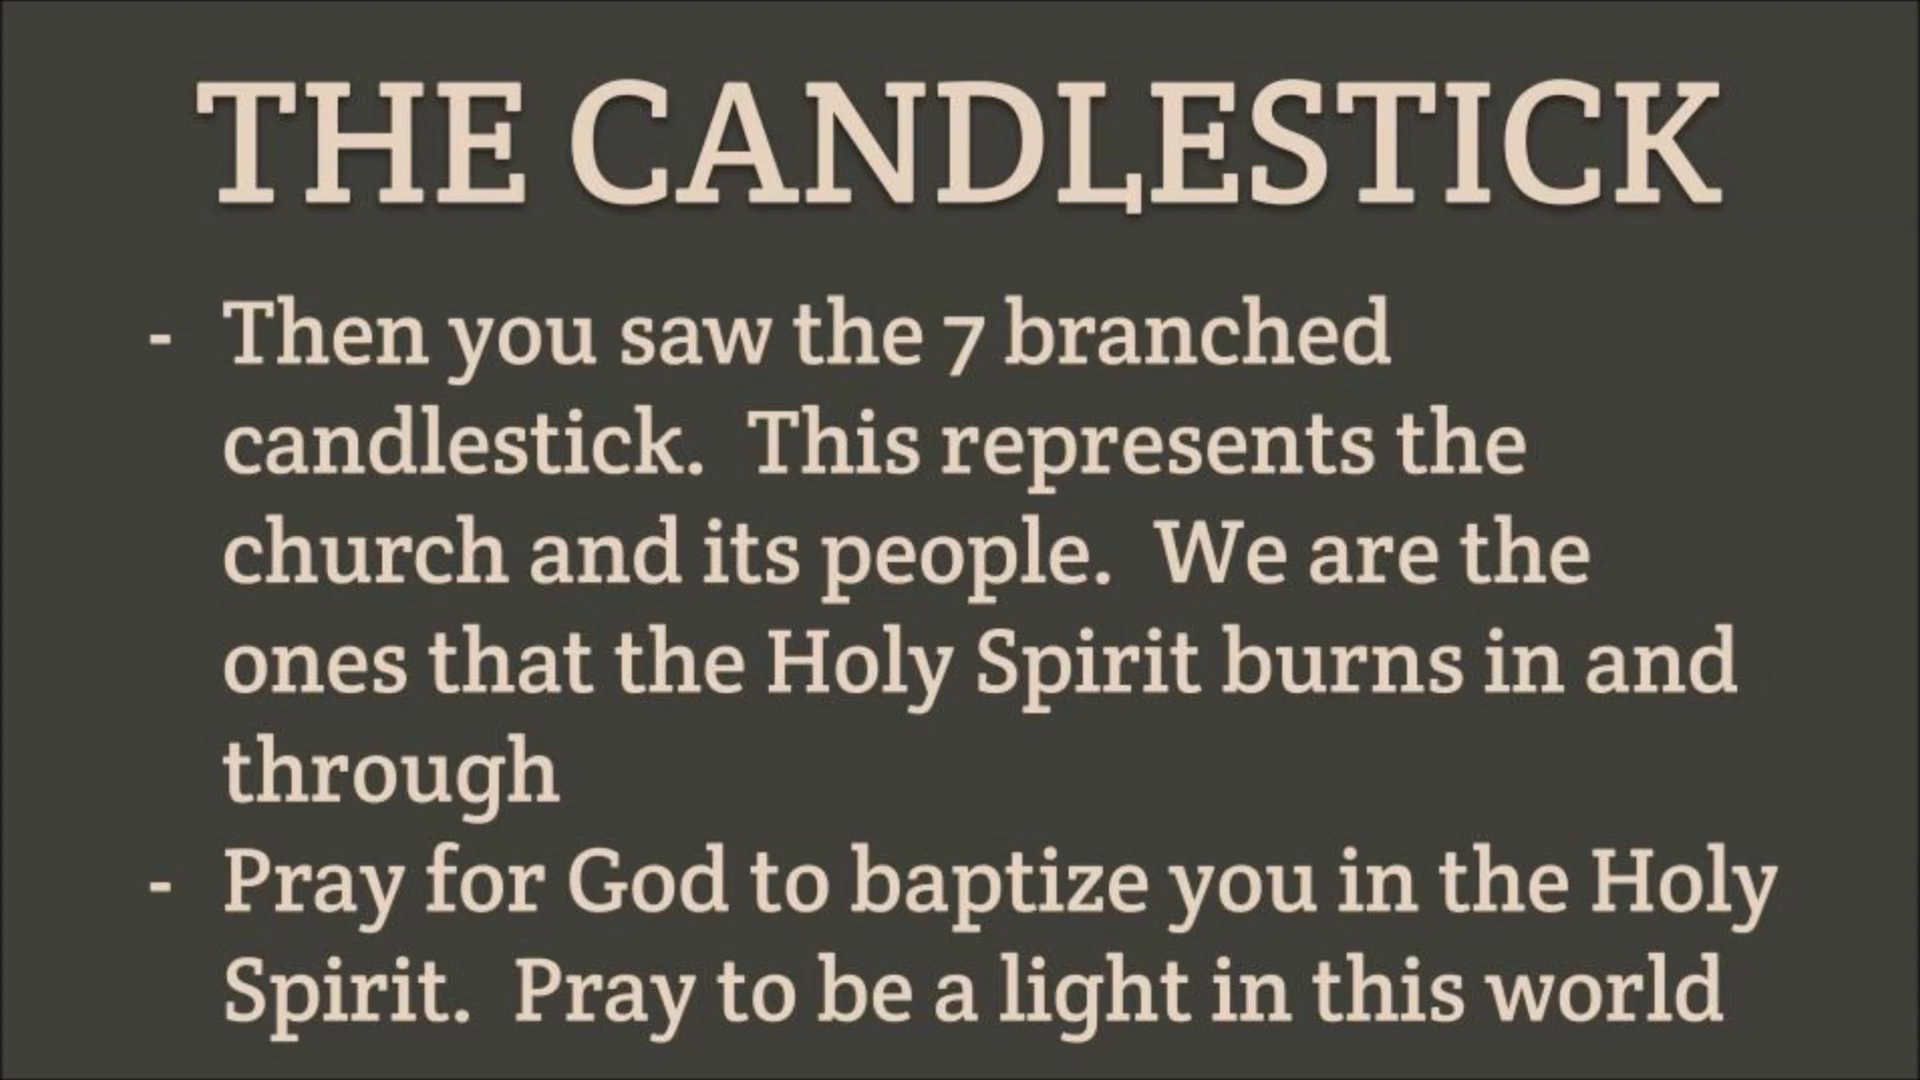 THE CANDLESTICK
- Then you saw the 7 branched
candlestick.  This represents the
church and its people.  We are the
ones that the Holy Spirit burns in and
through
- Pray for God to baptize you in the Holy
Spirit.  Pray to be a light in this world